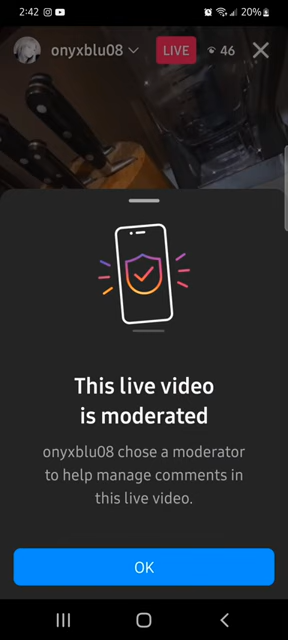 2:42
20%
onyxblu08
LIVE
46
This live video
is moderated
onyxblu08 chose a moderator
to help manage comments in
this live video.
OK